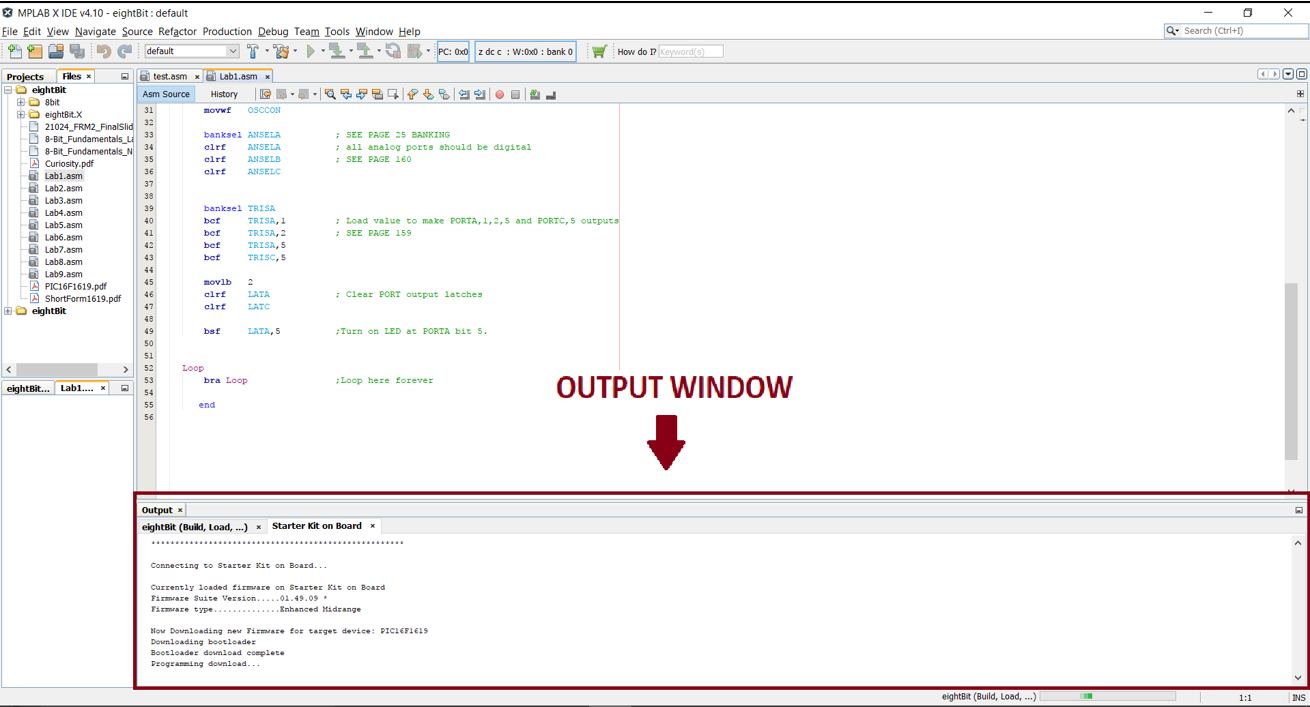 MPLAB X IDE v4.10 - eightBit : default
File Edit View Navigate Source Refactor Production Debug Team Tools Window Help
Search (Ctrl+I)
default
PC: 0x0
z dc c : W:0x0 : bank 0
How do I?
Keyword(s)
Projects
Files
test.asm
Lab1.asm
Asm Source
History
eightBit
8bit
eightBit.X
21024_FRM2_FinalSlid
8-Bit_Fundamentals_La
8-Bit_Fundamentals_N
Curiosity.pdf
Lab1.asm
Lab2.asm
Lab3.asm
Lab4.asm
Lab5.asm
Lab6.asm
Lab7.asm
Lab8.asm
Lab9.asm
PIC16F1619.pdf
ShortForm1619.pdf
eightBit
eightBit...
Lab1....
31 movwf OSCCON
32
33 banksel ANSELA ; SEE PAGE 25 BANKING
34 clrf ANSELA ; all analog ports should be digital
35 clrf ANSELB ; SEE PAGE 160
36 clrf ANSELC
37
38
39 banksel TRISA
40 bcf TRISA,1 ; Load value to make PORTA,1,2,5 and PORTC,5 outputs
41 bcf TRISA,2 ; SEE PAGE 159
42 bcf TRISA,5
43 bcf TRISC,5
44
45 movlb 2
46 clrf LATA ; Clear PORT output latches
47 clrf LATC
48
49 bsf LATA,5 ;Turn on LED at PORTA bit 5.
50
51
52 Loop
53 bra Loop ;Loop here forever
54
55 end
56
OUTPUT WINDOW
Output
eightBit (Build, Load, ...)
Starter Kit on Board
*****************************************************
Connecting to Starter Kit on Board...
Currently loaded firmware on Starter Kit on Board
Firmware Suite Version.....01.49.09 *
Firmware type..............Enhanced Midrange
Now Downloading new Firmware for target device: PIC16F1619
Downloading bootloader
Bootloader download complete
Programming download...
eightBit (Build, Load, ...)
1:1
INS